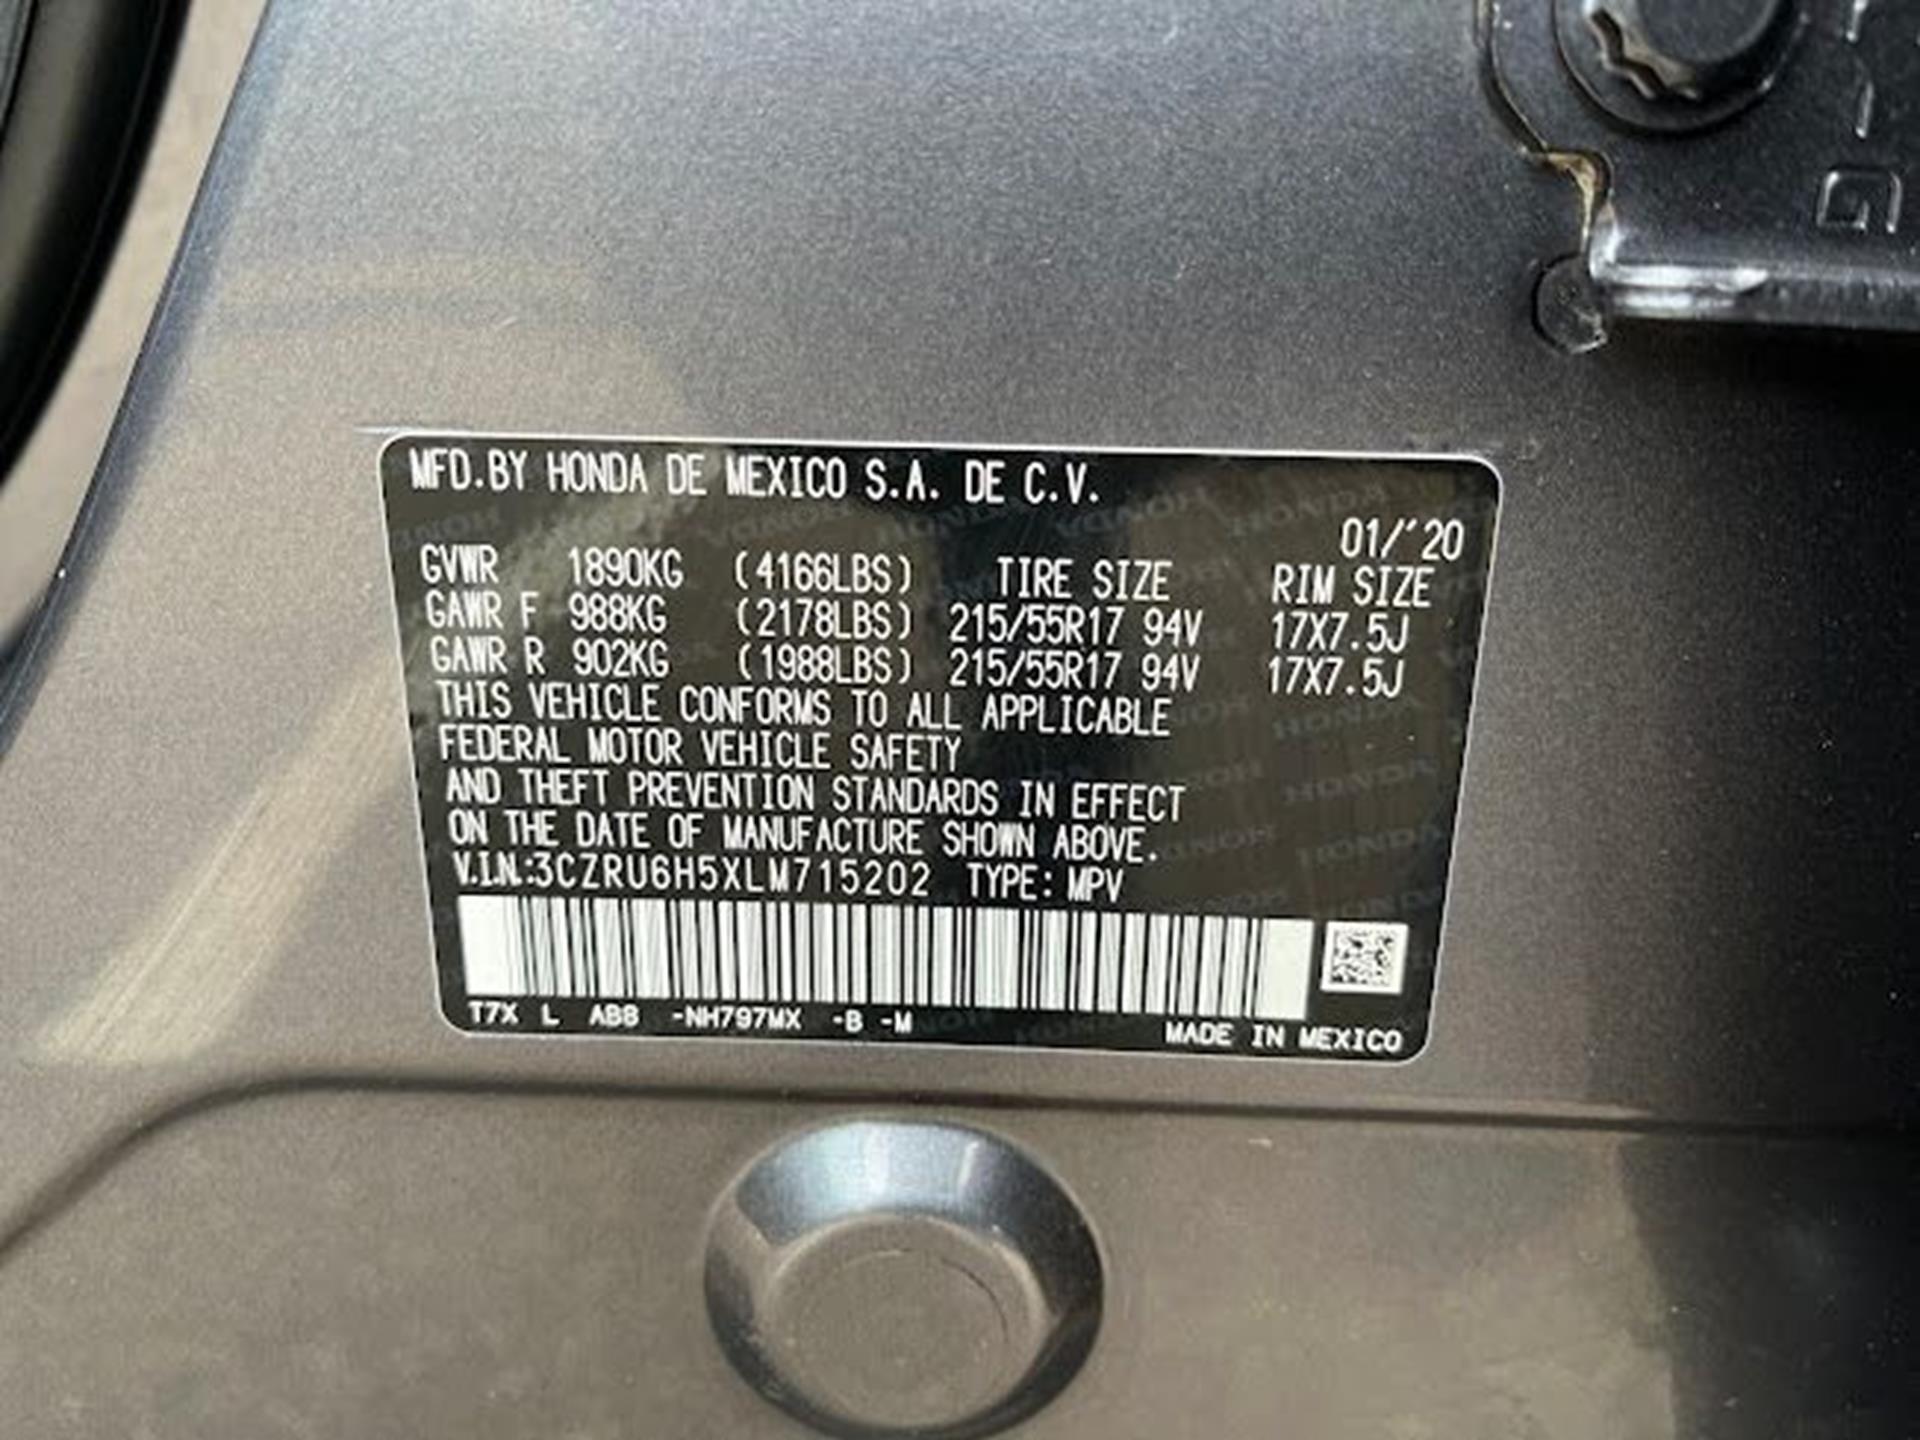 MFD.BY HONDA DE MEXICO S.A. DE C.V.
01/'20
GVWR 1890KG (4166LBS) TIRE SIZE RIM SIZE
GAWR F 988KG (2178LBS) 215/55R17 94V 17X7.5J
GAWR R 902KG (1988LBS) 215/55R17 94V 17X7.5J
THIS VEHICLE CONFORMS TO ALL APPLICABLE
FEDERAL MOTOR VEHICLE SAFETY
AND THEFT PREVENTION STANDARDS IN EFFECT
ON THE DATE OF MANUFACTURE SHOWN ABOVE.
V.I.N.:3CZRU6H5XLM715202 TYPE: MPV
T7X L AB8 -NH797MX -B -M
MADE IN MEXICO